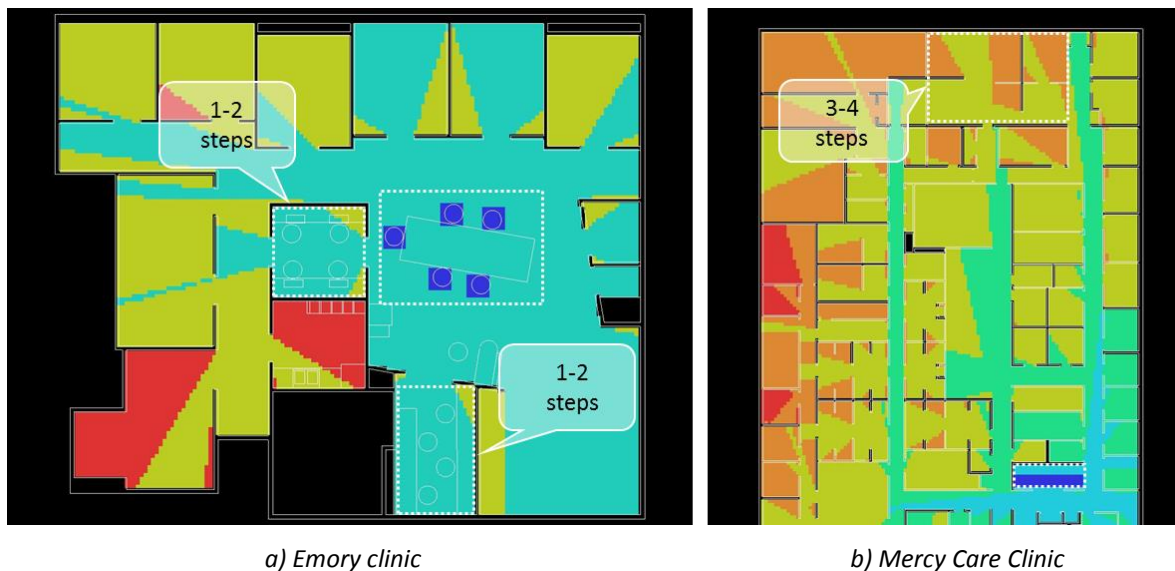 1-2
steps
3-4
steps
1-2
steps
a) Emory clinic
b) Mercy Care Clinic